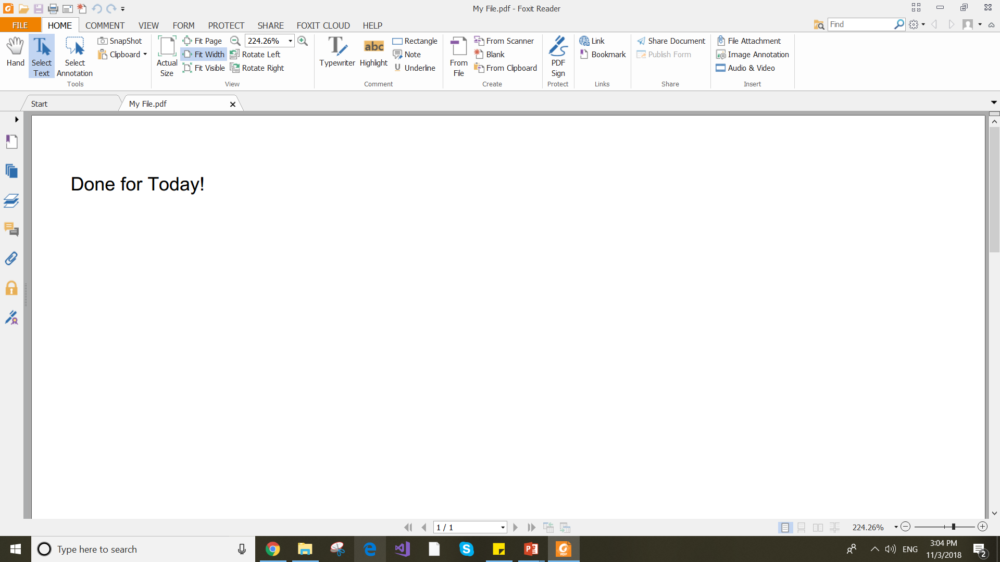 My File.pdf - Foxit Reader
FILE HOME COMMENT VIEW FORM PROTECT SHARE FOXIT CLOUD HELP
Find
Hand
Select Text
Select Annotation
SnapShot
Clipboard
Tools
Actual Size
Fit Page
Fit Width
Fit Visible
224.26%
Rotate Left
Rotate Right
View
Typewriter
Highlight
Rectangle
Note
Underline
Comment
From File
From Scanner
Blank
From Clipboard
Create
PDF Sign
Protect
Link
Bookmark
Links
Share Document
Publish Form
Share
File Attachment
Image Annotation
Audio & Video
Insert
Start
My File.pdf
Done for Today!
1 / 1
224.26%
Type here to search
ENG
3:04 PM
11/3/2018
2